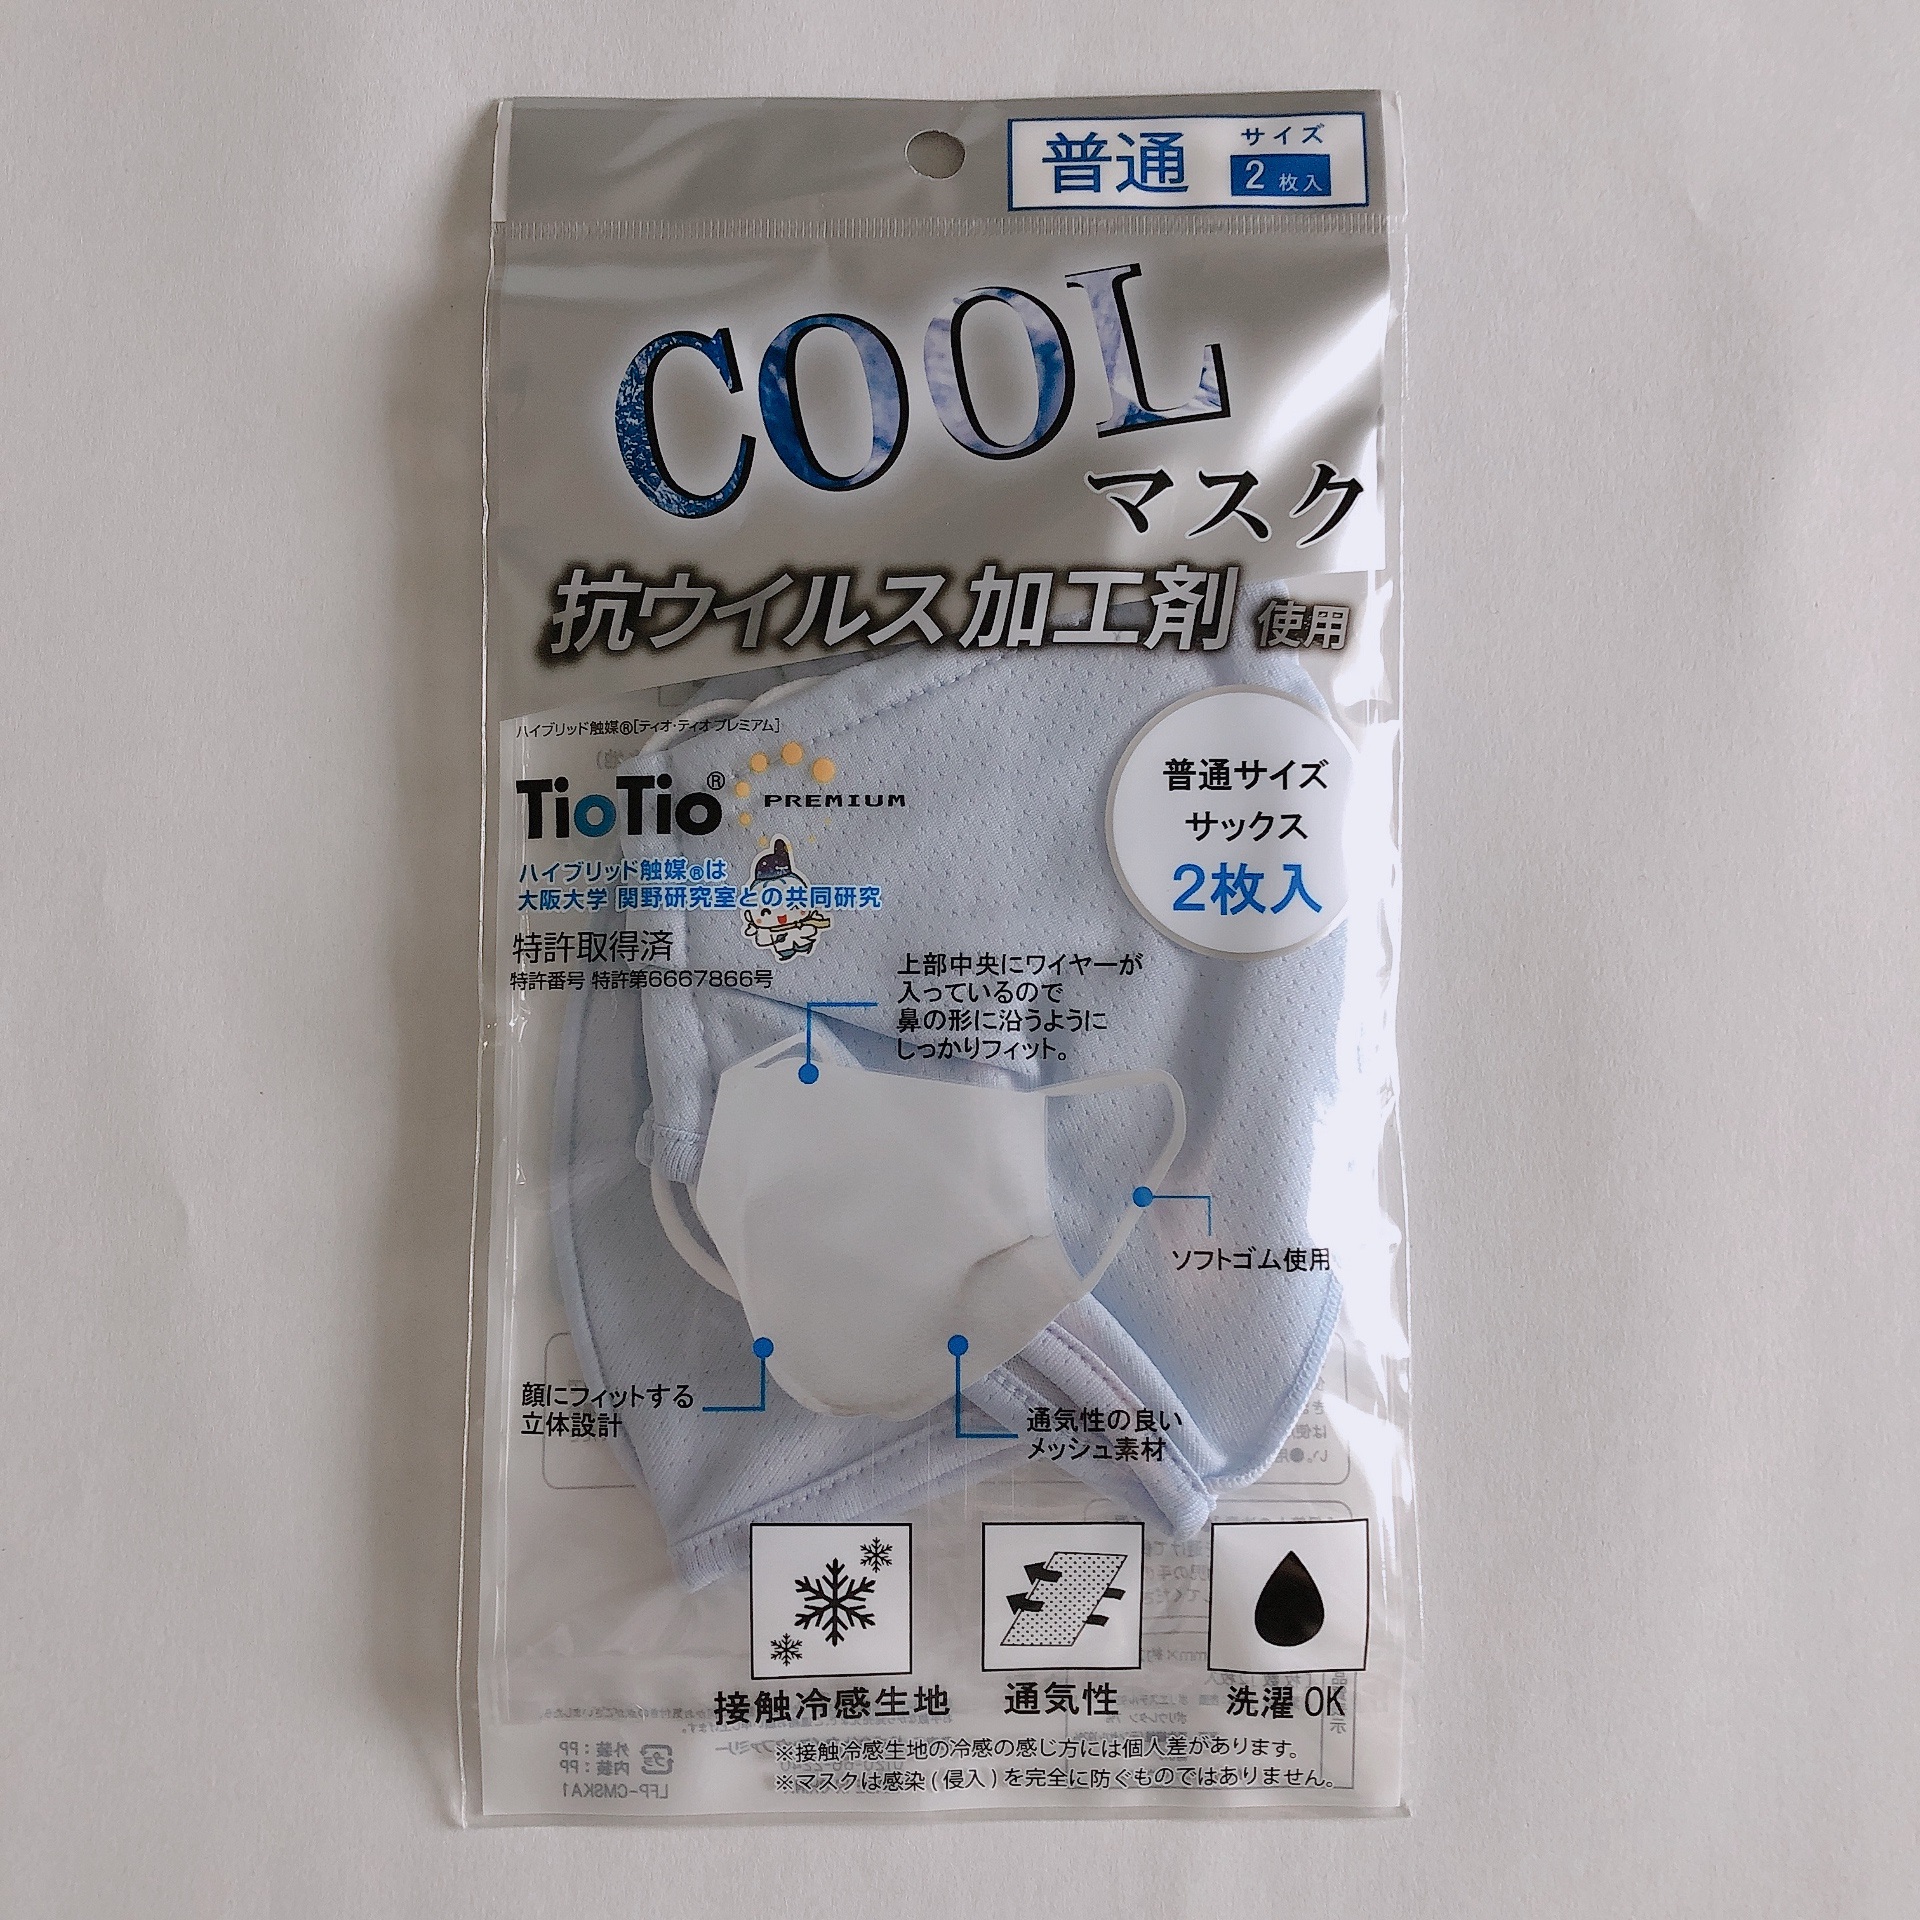 普通
サイズ
2枚入
COOL
マスク
抗ウイルス加工剤 使用
ハイブリッド触媒®[ティオ・ティオ プレミアム]
TioTio® PREMIUM
ハイブリッド触媒®は
大阪大学 関野研究室との共同研究
特許取得済
特許番号 特許第6667866号
普通サイズ
サックス
2枚入
上部中央にワイヤーが
入っているので
鼻の形に沿うように
しっかりフィット。
ソフトゴム使用
顔にフィットする
立体設計
通気性の良い
メッシュ素材
接触冷感生地
通気性
洗濯OK
※接触冷感生地の冷感の感じ方には個人差があります。
※マスクは感染(侵入)を完全に防ぐものではありません。
外装：PP
内装：PP
プラ
LFP-CMSKA1